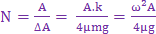 N = A/ΔA = A.k/4μmg = ω²A/4μg